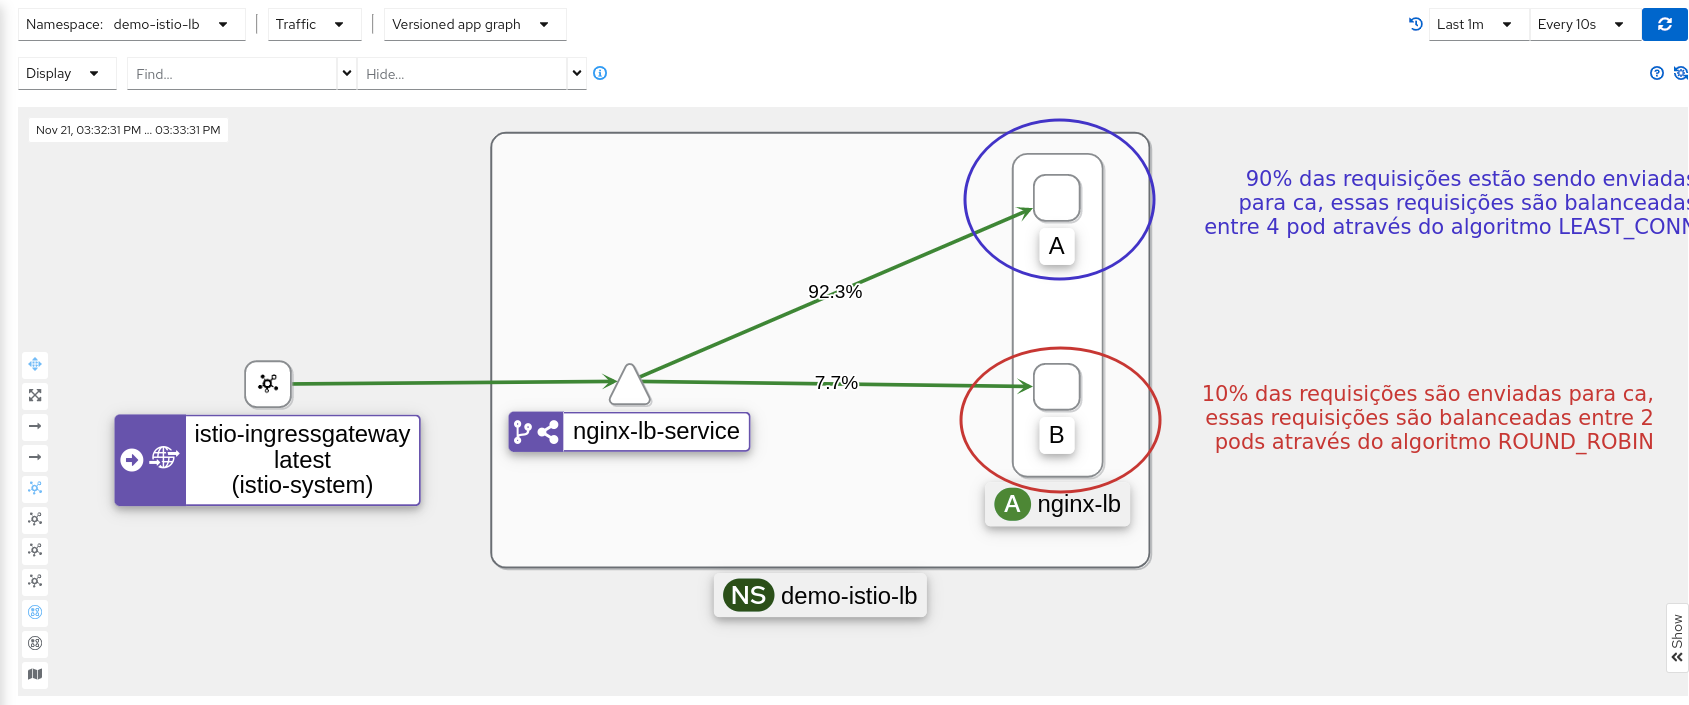 Namespace: demo-istio-lb
Traffic
Versioned app graph
Last 1m
Every 10s
Display
Find...
Hide...
Nov 21, 03:32:31 PM ... 03:33:31 PM
90% das requisições estão sendo enviadas
para ca, essas requisições são balanceadas
entre 4 pod através do algoritmo LEAST_CONN
A
92.3%
7.7%
10% das requisições são enviadas para ca,
essas requisições são balanceadas entre 2
pods através do algoritmo ROUND_ROBIN
B
istio-ingressgateway
latest
(istio-system)
nginx-lb-service
A nginx-lb
NS demo-istio-lb
Show